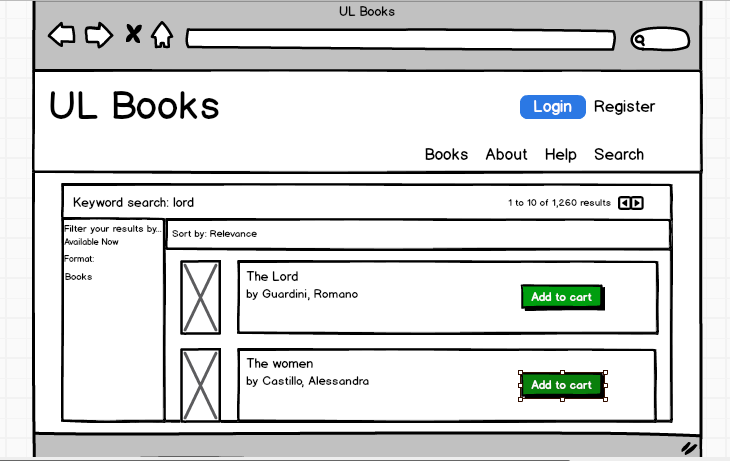 UL Books
UL Books
Login Register
Books About Help Search
Keyword search: lord
1 to 10 of 1,260 results
Filter your results by...
Available Now
Format:
Books
Sort by: Relevance
The Lord
by Guardini, Romano
Add to cart
The women
by Castillo, Alessandra
Add to cart